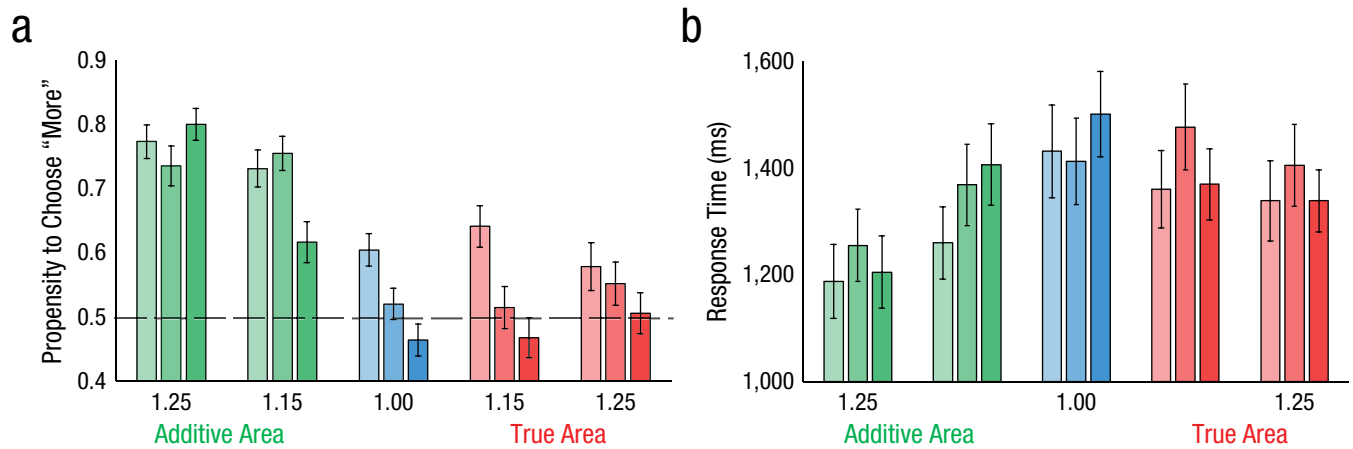 a
Propensity to Choose “More”
0.9
0.8
0.7
0.6
0.5
0.4
1.25
1.15
1.00
1.15
1.25
Additive Area
True Area
b
Response Time (ms)
1,600
1,400
1,200
1,000
1.25
1.00
1.25
Additive Area
True Area